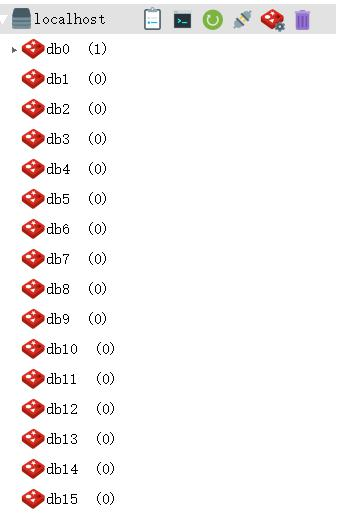 localhost
db0 (1)
db1 (0)
db2 (0)
db3 (0)
db4 (0)
db5 (0)
db6 (0)
db7 (0)
db8 (0)
db9 (0)
db10 (0)
db11 (0)
db12 (0)
db13 (0)
db14 (0)
db15 (0)